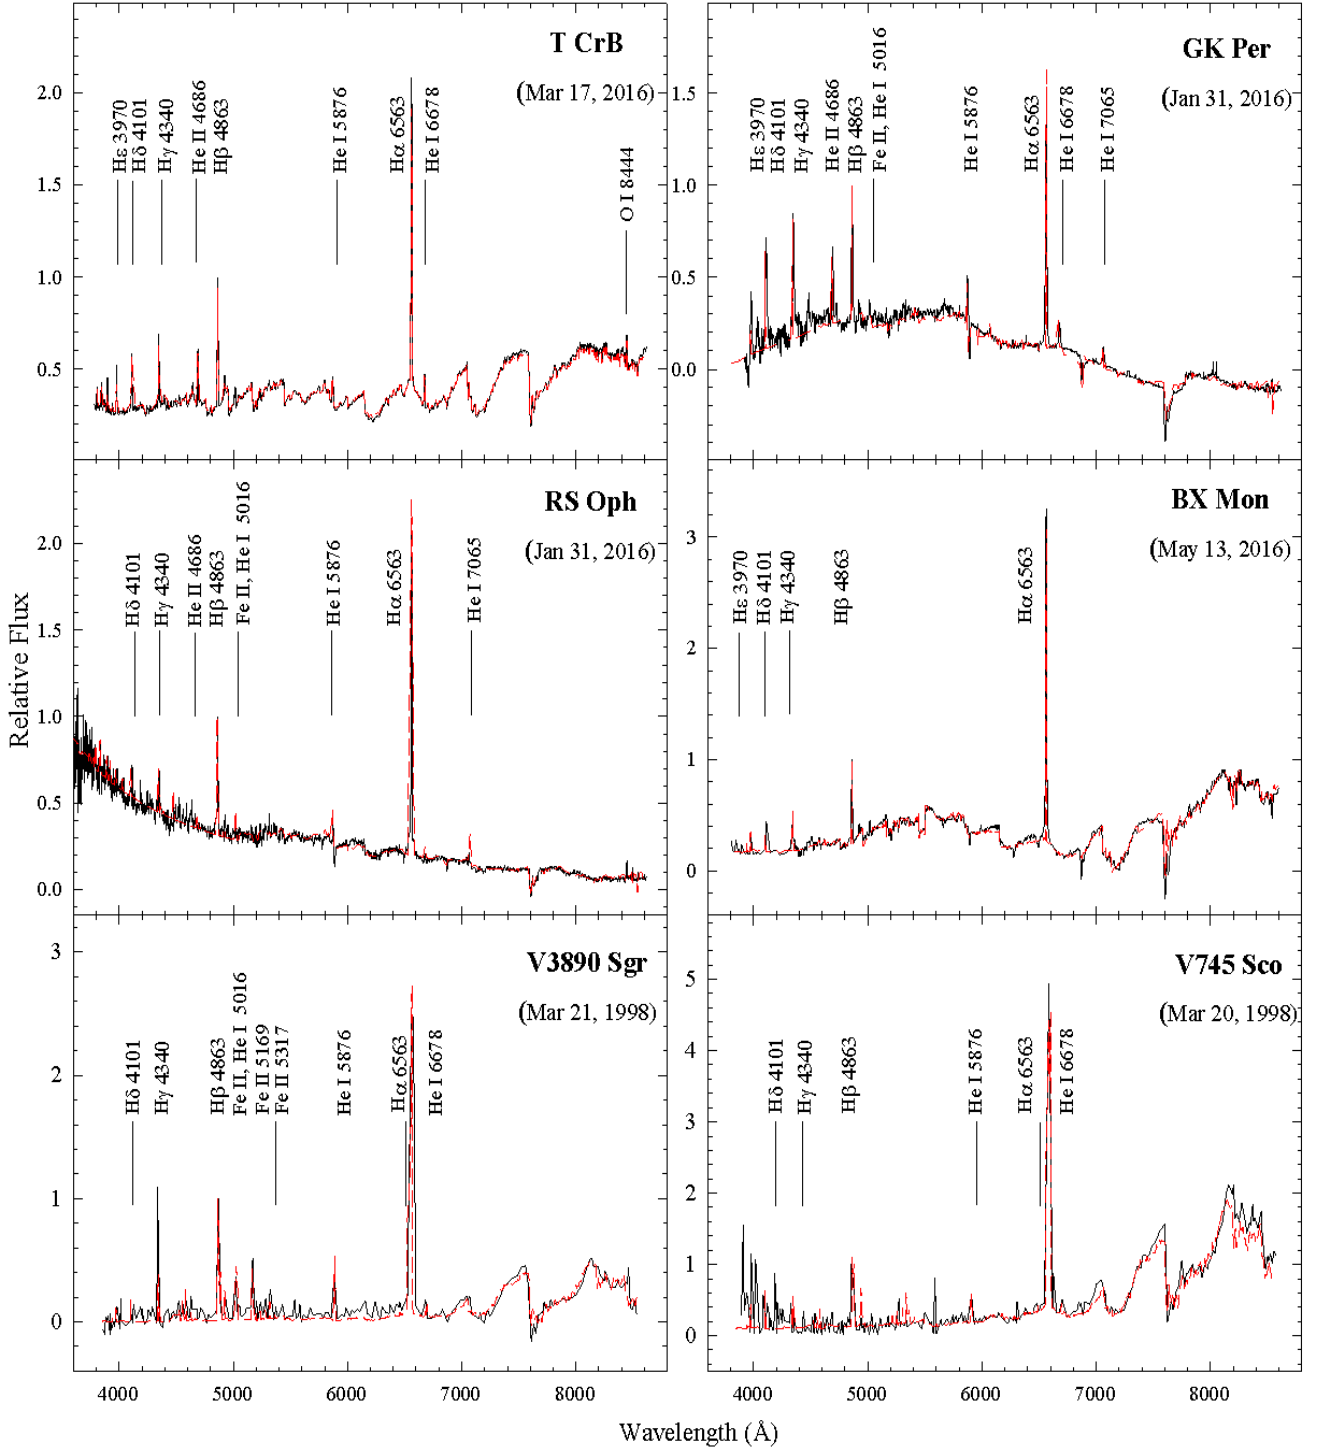 T CrB
(Mar 17, 2016)
Hε 3970
Hδ 4101
Hγ 4340
He II 4686
Hβ 4863
He I 5876
Hα 6563
He I 6678
O I 8444
2.0
1.5
1.0
0.5
GK Per
(Jan 31, 2016)
Hε 3970
Hδ 4101
Hγ 4340
He II 4686
Hβ 4863
Fe II, He I 5016
He I 5876
Hα 6563
He I 6678
He I 7065
1.5
1.0
0.5
0.0
RS Oph
(Jan 31, 2016)
Hδ 4101
Hγ 4340
He II 4686
Hβ 4863
Fe II, He I 5016
He I 5876
Hα 6563
He I 7065
2.0
1.5
1.0
0.5
0.0
BX Mon
(May 13, 2016)
Hε 3970
Hδ 4101
Hγ 4340
Hβ 4863
Hα 6563
3
2
1
0
Relative Flux
V3890 Sgr
(Mar 21, 1998)
Hδ 4101
Hγ 4340
Hβ 4863
Fe II, He I 5016
Fe II 5169
Fe II 5317
He I 5876
Hα 6563
He I 6678
3
2
1
0
4000 5000 6000 7000 8000
V745 Sco
(Mar 20, 1998)
Hδ 4101
Hγ 4340
Hβ 4863
He I 5876
Hα 6563
He I 6678
5
4
3
2
1
0
4000 5000 6000 7000 8000
Wavelength (Å)